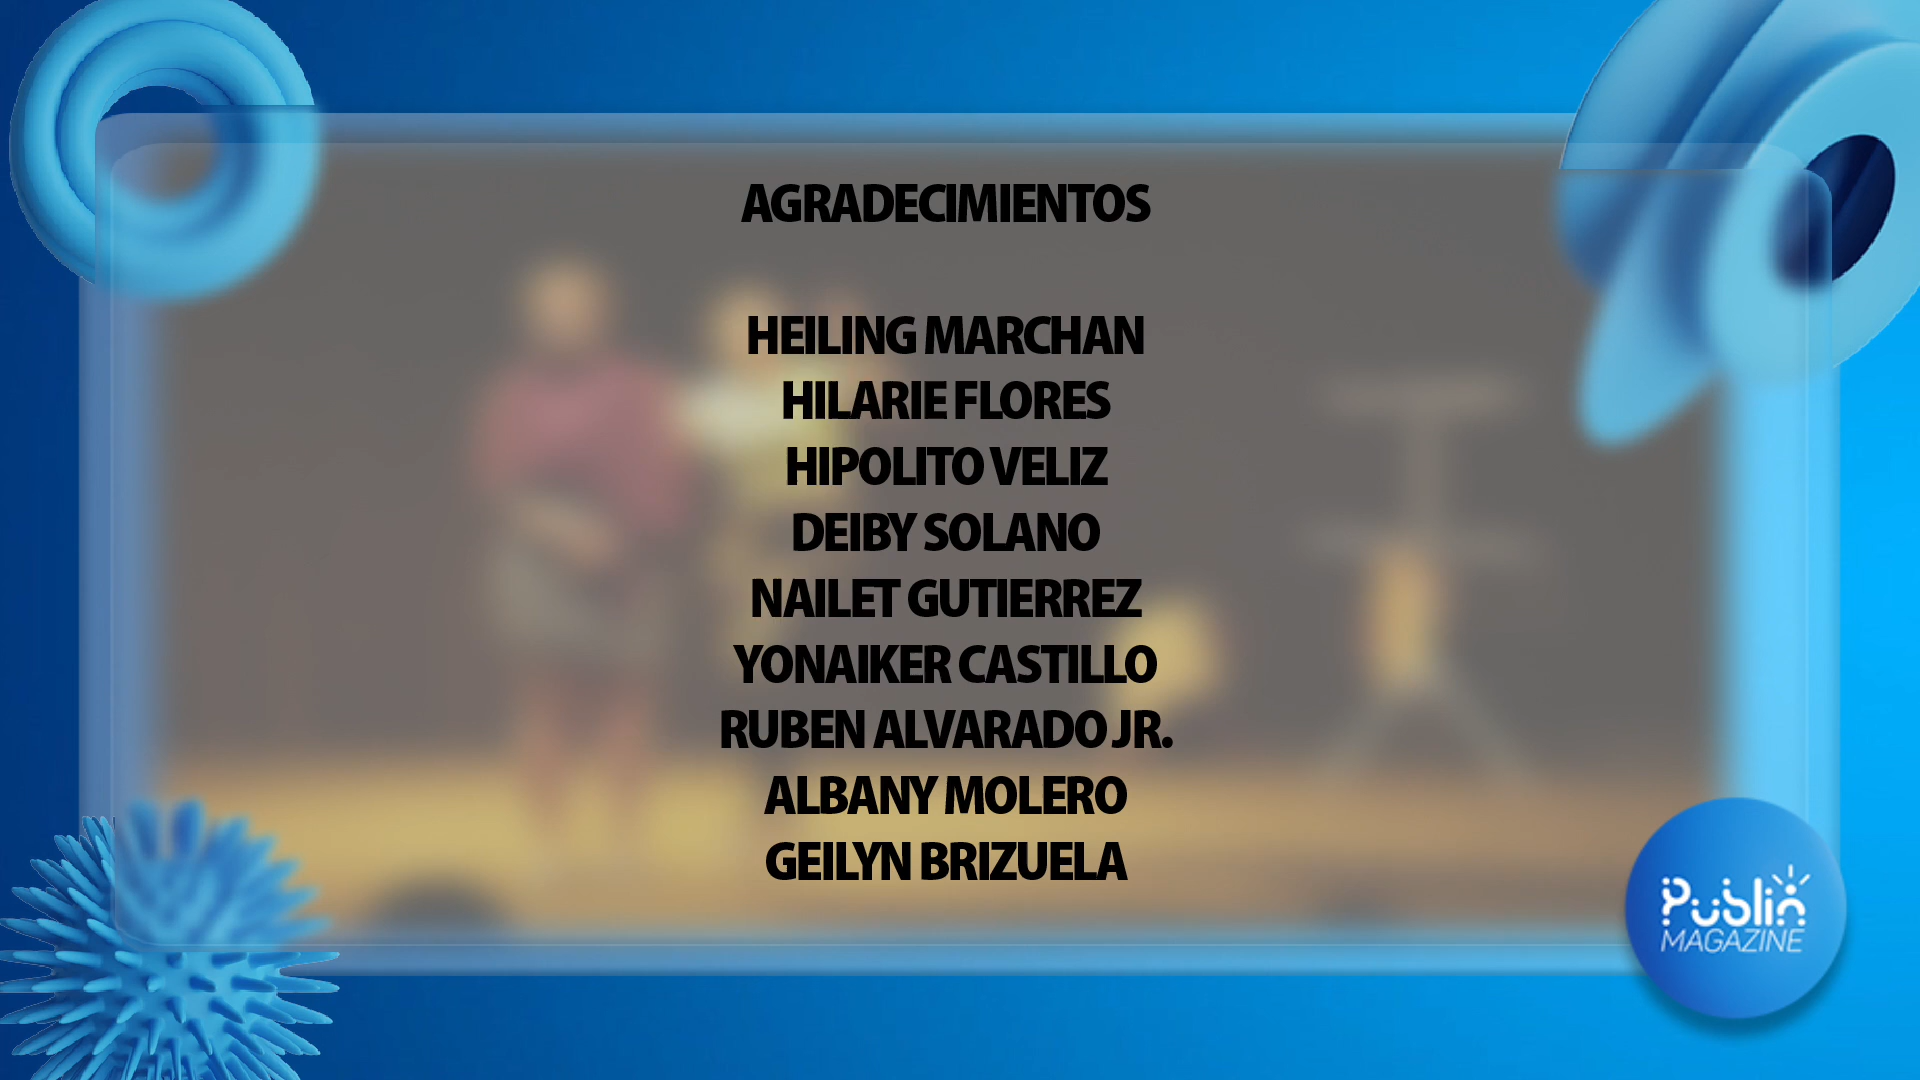 AGRADECIMIENTOS
HEILING MARCHAN
HILARIE FLORES
HIPOLITO VELIZ
DEIBY SOLANO
NAILET GUTIERREZ
YONAIKER CASTILLO
RUBEN ALVARADO JR.
ALBANY MOLERO
GEILYN BRIZUELA
Publin
MAGAZINE